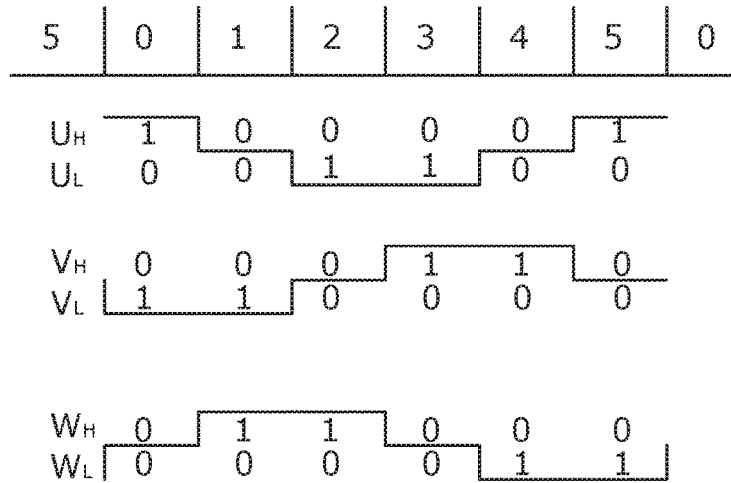 5 0 1 2 3 4 5 0
UH 1 0 0 0 0 1
UL 0 0 1 1 0 0
VH 0 0 0 1 1 0
VL 1 1 0 0 0 0
WH 0 1 1 0 0 0
WL 0 0 0 0 1 1